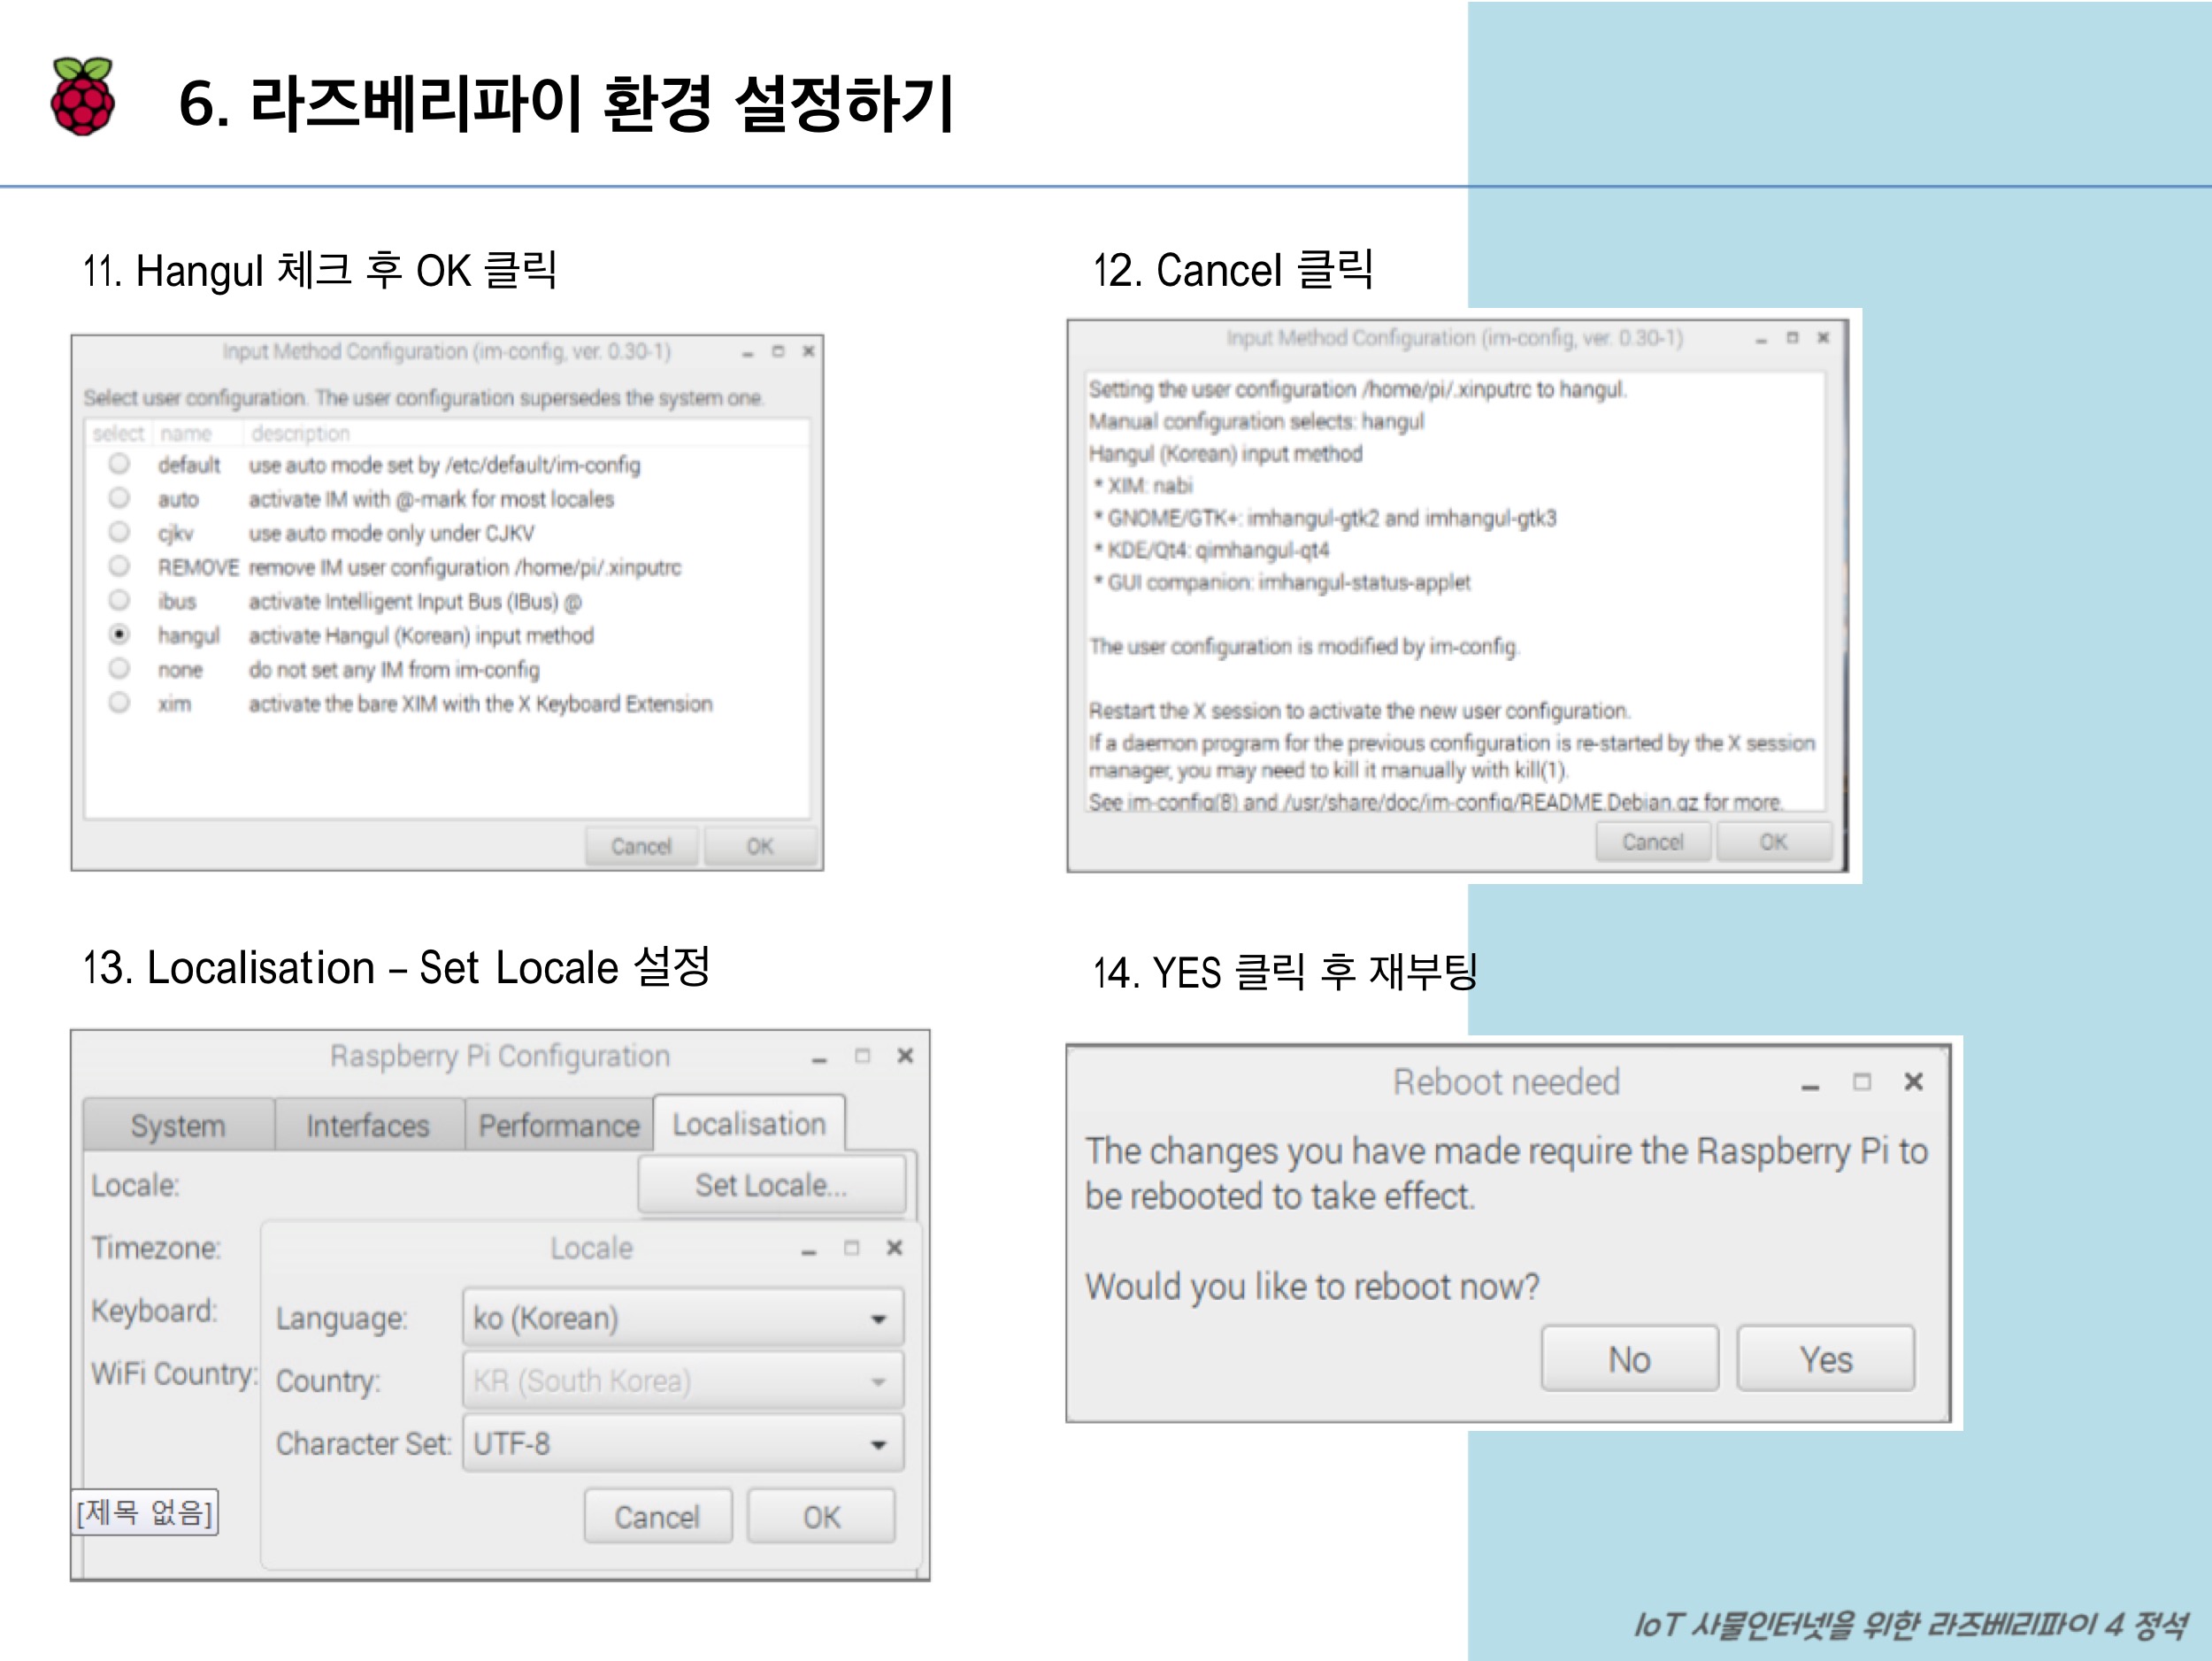 6. 라즈베리파이 환경 설정하기
11. Hangul 체크 후 OK 클릭
Input Method Configuration (im-config, ver. 0.30-1)
Select user configuration. The user configuration supersedes the system one.
select name description
default use auto mode set by /etc/default/im-config
auto activate IM with @-mark for most locales
cjkv use auto mode only under CJKV
REMOVE remove IM user configuration /home/pi/.xinputrc
ibus activate Intelligent Input Bus (IBus) @
hangul activate Hangul (Korean) input method
none do not set any IM from im-config
xim activate the bare XIM with the X Keyboard Extension
Cancel OK
12. Cancel 클릭
Input Method Configuration (im-config, ver. 0.30-1)
Setting the user configuration /home/pi/.xinputrc to hangul.
Manual configuration selects: hangul
Hangul (Korean) input method
* XIM: nabi
* GNOME/GTK+: imhangul-gtk2 and imhangul-gtk3
* KDE/Qt4: qimhangul-qt4
* GUI companion: imhangul-status-applet
The user configuration is modified by im-config.
Restart the X session to activate the new user configuration.
If a daemon program for the previous configuration is re-started by the X session
manager, you may need to kill it manually with kill(1).
See im-config(8) and /usr/share/doc/im-config/README.Debian.gz for more.
Cancel OK
13. Localisation – Set Locale 설정
Raspberry Pi Configuration
System Interfaces Performance Localisation
Locale: Set Locale...
Timezone:
Keyboard:
WiFi Country:
Locale
Language: ko (Korean)
Country: KR (South Korea)
Character Set: UTF-8
Cancel OK
[제목 없음]
14. YES 클릭 후 재부팅
Reboot needed
The changes you have made require the Raspberry Pi to
be rebooted to take effect.
Would you like to reboot now?
No Yes
IoT 사물인터넷을 위한 라즈베리파이 4 정석